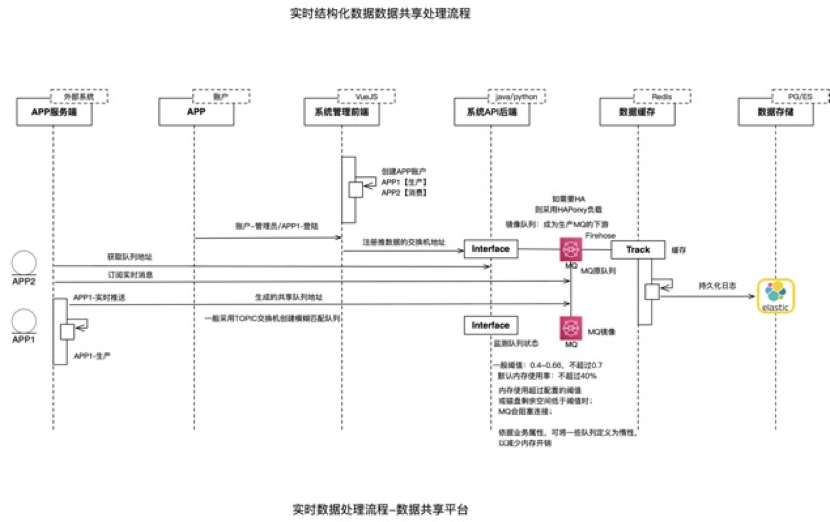 实时结构化数据数据共享处理流程
外部系统
APP服务端
账户
APP
VueJS
系统管理前端
java/python
系统API后端
Redis
数据缓存
PG/ES
数据存储
创建APP账户
APP1【生产】
APP2【消费】
如需要HA
则采用HAPorxy负载
镜像队列：成为生产MQ的下游
账户-管理员/APP1-登陆
注册推数据的交换机地址
Interface
Firehose
MQ
MQ原队列
Track
缓存
获取队列地址
APP2
订阅实时消息
持久化日志
elastic
APP1-实时推送
生成的共享队列地址
一般采用TOPIC交换机创建模糊匹配队列
APP1
Interface
MQ
MQ镜像
监测队列状态
APP1-生产
一般阈值：0.4-0.66，不超过0.7
默认内存使用率：不超过40%
内存使用超过配置的阈值
或磁盘剩余空间低于阈值时；
MQ会阻塞连接；
依据业务属性，可将一些队列定义为惰性，
以减少内存开销
实时数据处理流程-数据共享平台